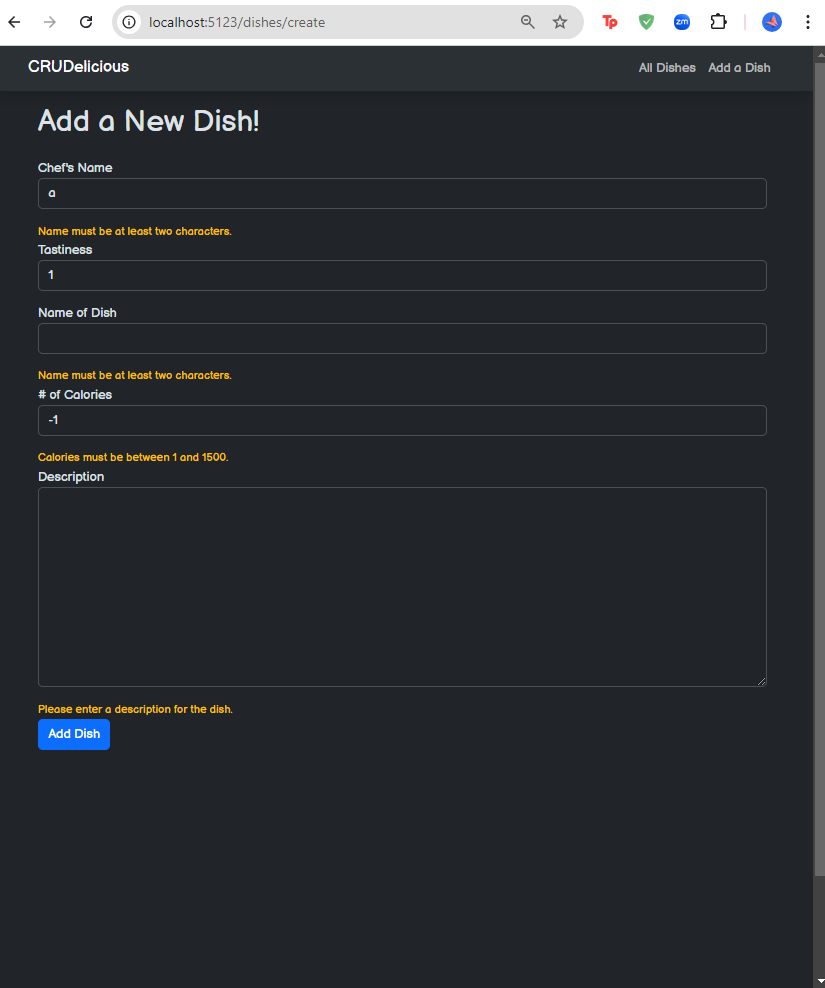 localhost:5123/dishes/create
Tp
zm
CRUDelicious
All Dishes Add a Dish
Add a New Dish!
Chef's Name
a
Name must be at least two characters.
Tastiness
1
Name of Dish
Name must be at least two characters.
# of Calories
-1
Calories must be between 1 and 1500.
Description
Please enter a description for the dish.
Add Dish